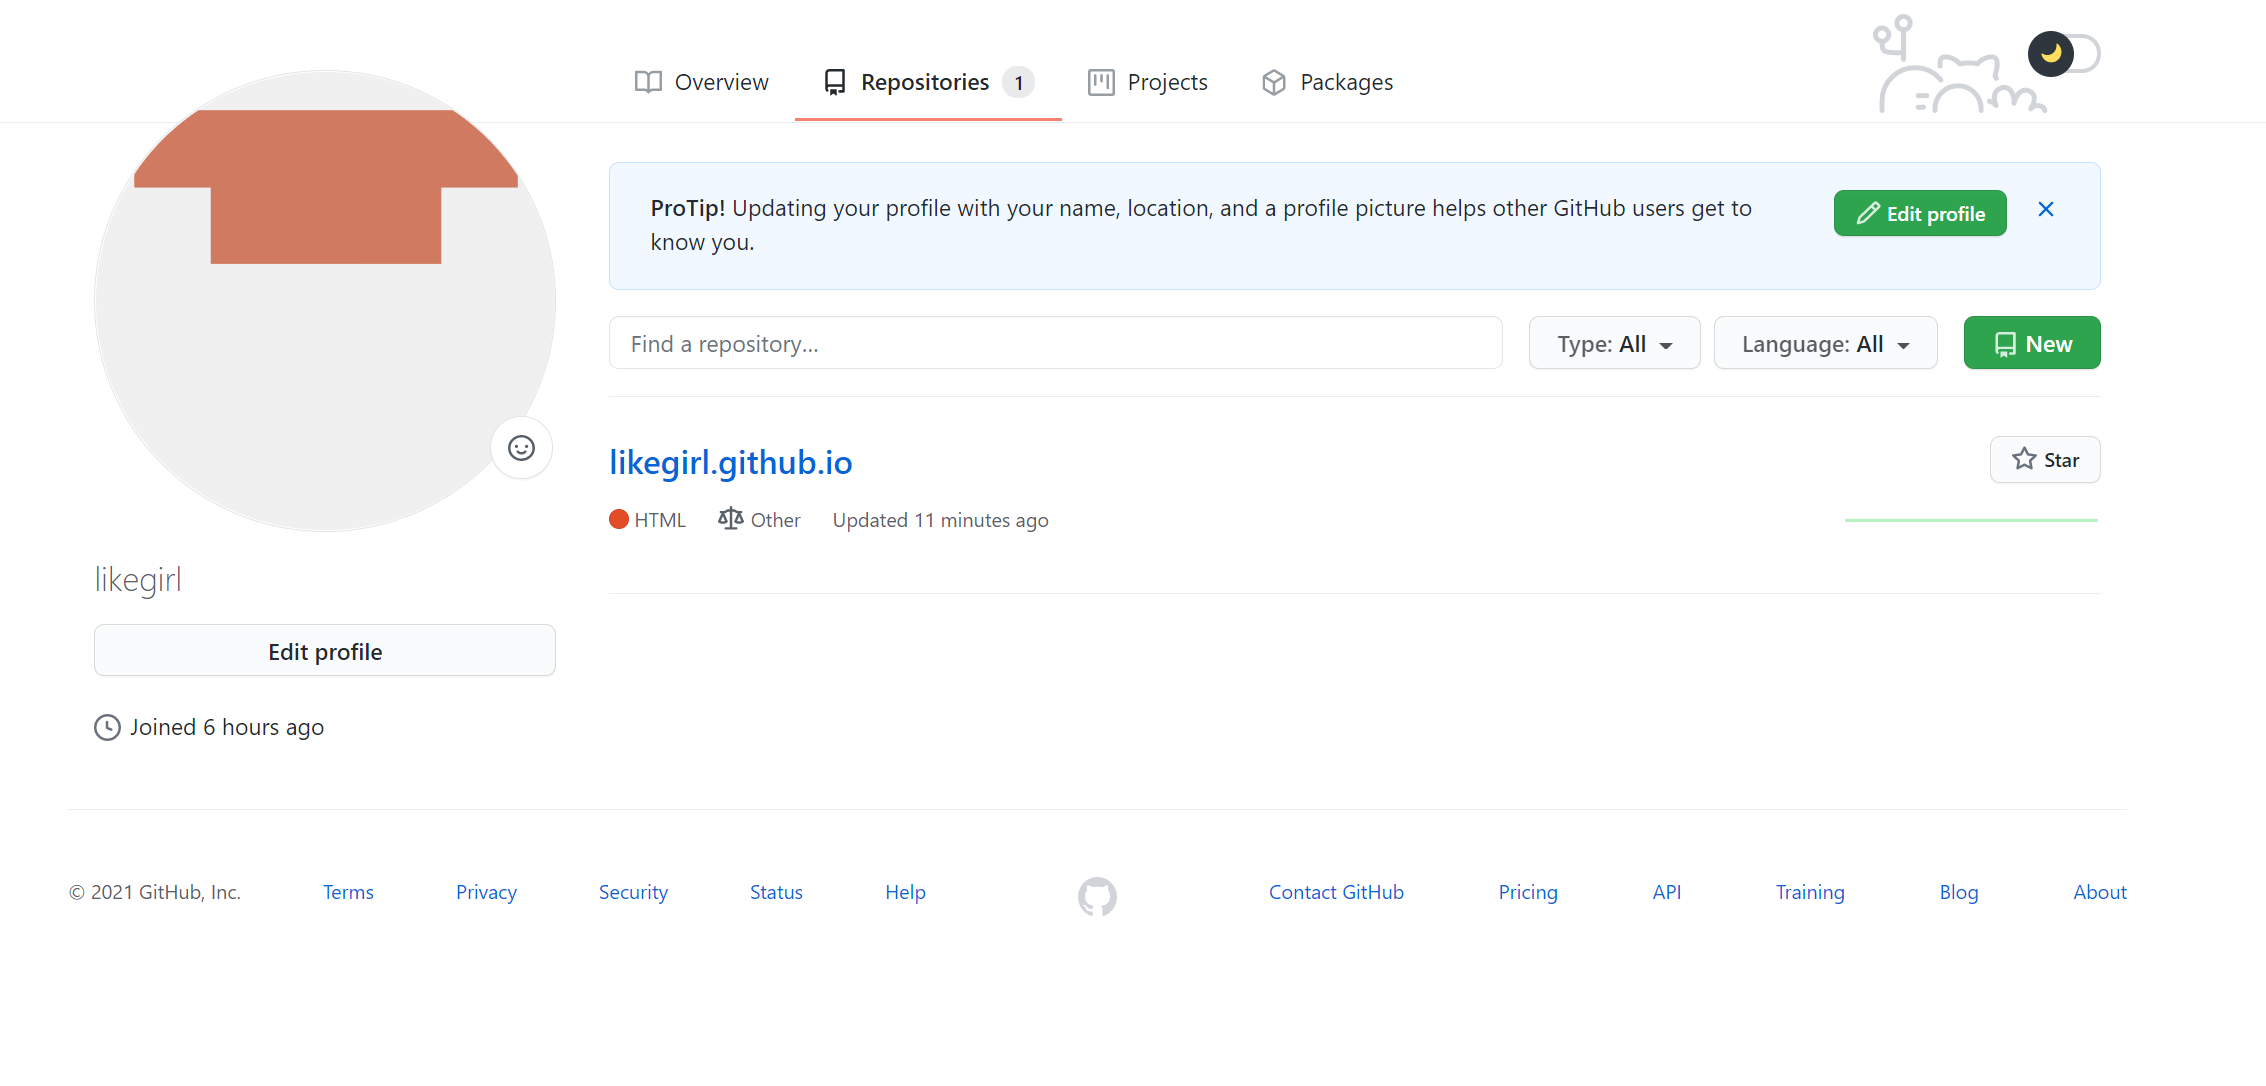 Overview Repositories 1 Projects Packages
ProTip! Updating your profile with your name, location, and a profile picture helps other GitHub users get to
know you.
Edit profile
Find a repository...
Type: All
Language: All
New
likegirl.github.io
Star
HTML Other Updated 11 minutes ago
likegirl
Edit profile
Joined 6 hours ago
© 2021 GitHub, Inc. Terms Privacy Security Status Help Contact GitHub Pricing API Training Blog About